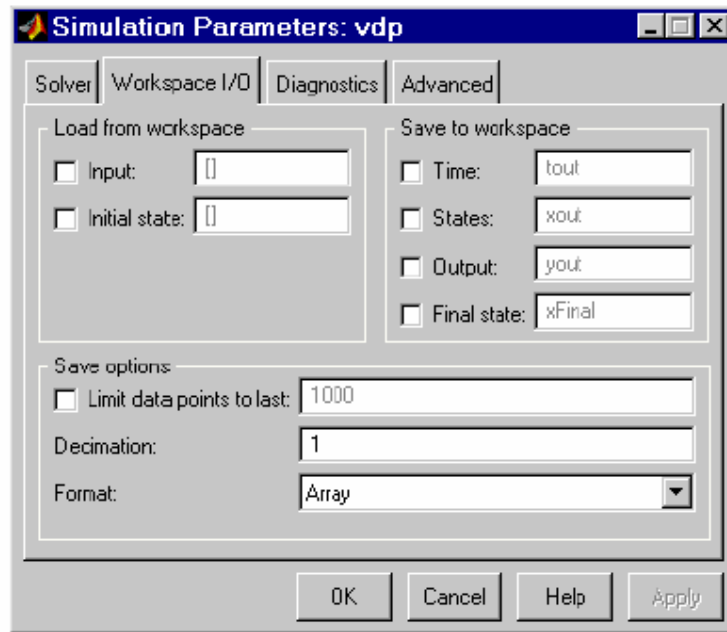 Simulation Parameters: vdp
Solver Workspace I/O Diagnostics Advanced
Load from workspace
Input: []
Initial state: []
Save to workspace
Time: tout
States: xout
Output: yout
Final state: xFinal
Save options
Limit data points to last: 1000
Decimation: 1
Format: Array
OK Cancel Help Apply